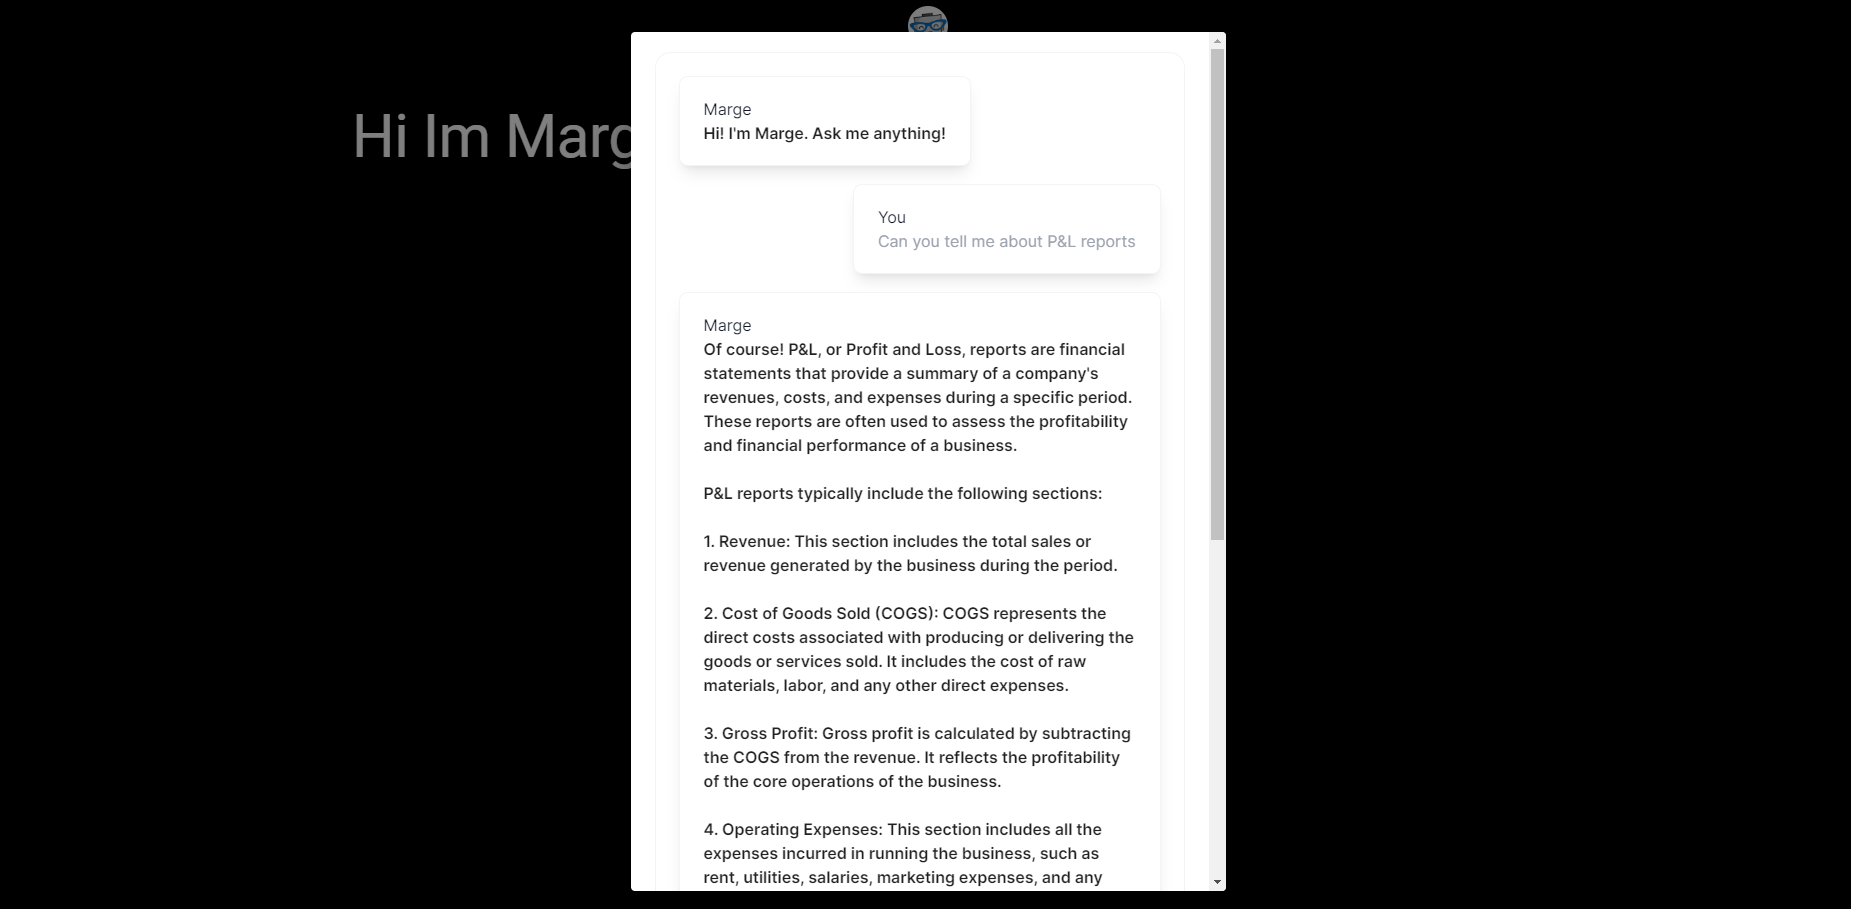 Hi Im Marg
Marge
Hi! I'm Marge. Ask me anything!
You
Can you tell me about P&L reports
Marge
Of course! P&L, or Profit and Loss, reports are financial
statements that provide a summary of a company's
revenues, costs, and expenses during a specific period.
These reports are often used to assess the profitability
and financial performance of a business.
P&L reports typically include the following sections:
1. Revenue: This section includes the total sales or
revenue generated by the business during the period.
2. Cost of Goods Sold (COGS): COGS represents the
direct costs associated with producing or delivering the
goods or services sold. It includes the cost of raw
materials, labor, and any other direct expenses.
3. Gross Profit: Gross profit is calculated by subtracting
the COGS from the revenue. It reflects the profitability
of the core operations of the business.
4. Operating Expenses: This section includes all the
expenses incurred in running the business, such as
rent, utilities, salaries, marketing expenses, and any